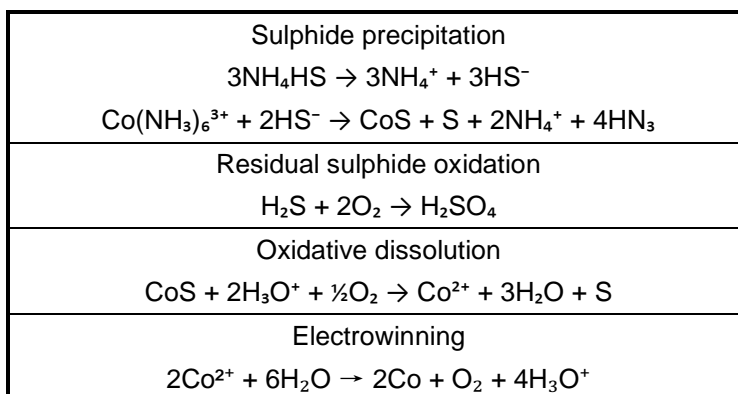 Sulphide precipitation
3NH₄HS → 3NH₄⁺ + 3HS⁻
Co(NH₃)₆³⁺ + 2HS⁻ → CoS + S + 2NH₄⁺ + 4HN₃
Residual sulphide oxidation
H₂S + 2O₂ → H₂SO₄
Oxidative dissolution
CoS + 2H₃O⁺ + ½O₂ → Co²⁺ + 3H₂O + S
Electrowinning
2Co²⁺ + 6H₂O → 2Co + O₂ + 4H₃O⁺